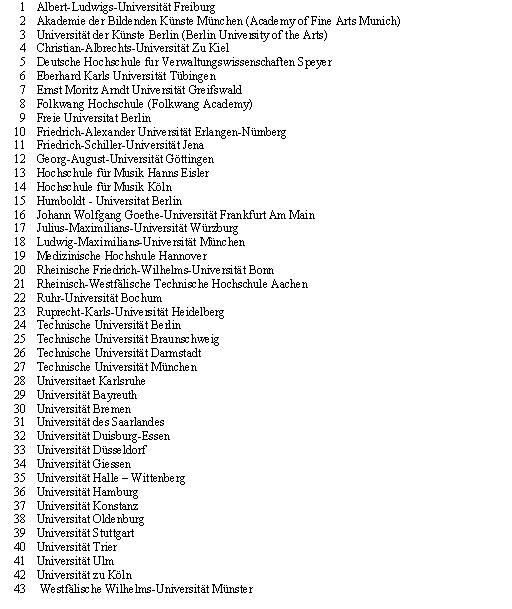 1 Albert-Ludwigs-Universität Freiburg
2 Akademie der Bildenden Künste München (Academy of Fine Arts Munich)
3 Universität der Künste Berlin (Berlin University of the Arts)
4 Christian-Albrechts-Universität Zu Kiel
5 Deutsche Hochschule fur Verwaltungswissenschaften Speyer
6 Eberhard Karls Universität Tübingen
7 Ernst Moritz Arndt Universität Greifswald
8 Folkwang Hochschule (Folkwang Academy)
9 Freie Universitat Berlin
10 Friedrich-Alexander Universität Erlangen-Nürnberg
11 Friedrich-Schiller-Universität Jena
12 Georg-August-Universität Göttingen
13 Hochschule für Musik Hanns Eisler
14 Hochschule für Musik Köln
15 Humboldt - Universitat Berlin
16 Johann Wolfgang Goethe-Universität Frankfurt Am Main
17 Julius-Maximilians-Universität Würzburg
18 Ludwig-Maximilians-Universität München
19 Medizinische Hochshule Hannover
20 Rheinische Friedrich-Wilhelms-Universität Bonn
21 Rheinisch-Westfälische Technische Hochschule Aachen
22 Ruhr-Universität Bochum
23 Ruprecht-Karls-Universität Heidelberg
24 Technische Universität Berlin
25 Technische Universität Braunschweig
26 Technische Universität Darmstadt
27 Technische Universität München
28 Universitaet Karlsruhe
29 Universität Bayreuth
30 Universität Bremen
31 Universität des Saarlandes
32 Universität Duisburg-Essen
33 Universität Düsseldorf
34 Universität Giessen
35 Universität Halle – Wittenberg
36 Universität Hamburg
37 Universität Konstanz
38 Universitat Oldenburg
39 Universität Stuttgart
40 Universität Trier
41 Universität Ulm
42 Universität zu Köln
43 Westfälische Wilhelms-Universität Münster